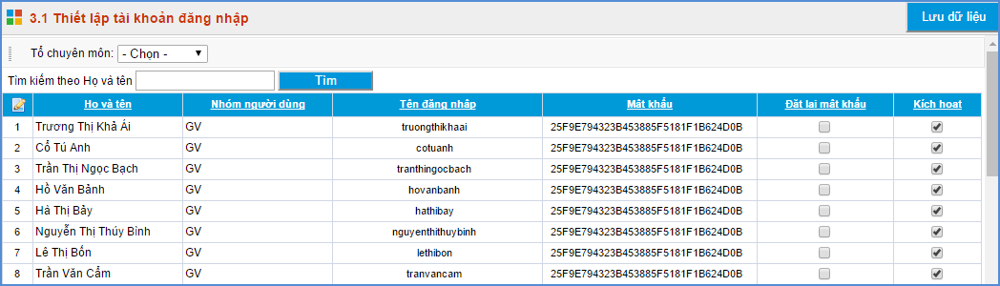 3.1 Thiết lập tài khoản đăng nhập
Lưu dữ liệu
Tổ chuyên môn: - Chọn -
Tìm kiếm theo Họ và tên Tìm
Họ và tên Nhóm người dùng Tên đăng nhập Mật khẩu Đặt lại mật khẩu Kích hoạt
1 Trương Thị Khả Ái GV truongthikhaai 25F9E794323B453885F5181F1B624D0B
2 Cổ Tú Anh GV cotuanh 25F9E794323B453885F5181F1B624D0B
3 Trần Thị Ngọc Bạch GV tranthingocbach 25F9E794323B453885F5181F1B624D0B
4 Hồ Văn Bảnh GV hovanbanh 25F9E794323B453885F5181F1B624D0B
5 Hà Thị Bảy GV hathibay 25F9E794323B453885F5181F1B624D0B
6 Nguyễn Thị Thúy Bình GV nguyenthithuybinh 25F9E794323B453885F5181F1B624D0B
7 Lê Thị Bốn GV lethibon 25F9E794323B453885F5181F1B624D0B
8 Trần Văn Cẩm GV tranvancam 25F9E794323B453885F5181F1B624D0B